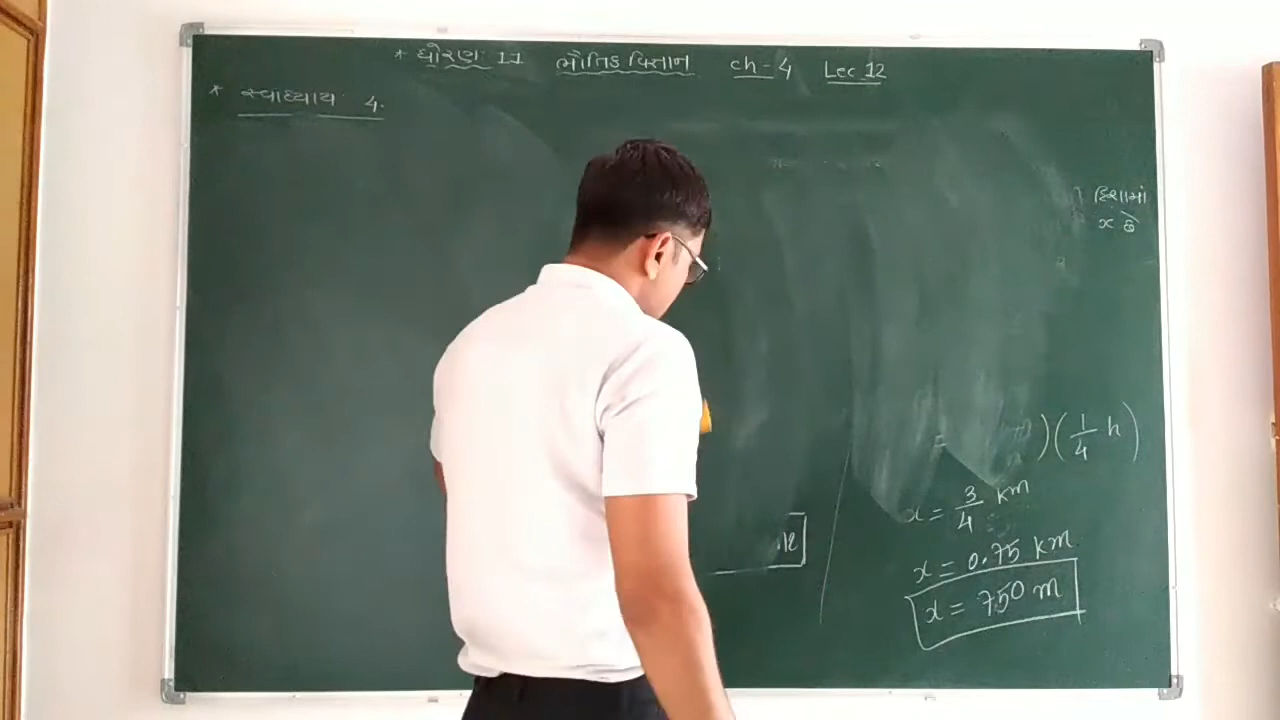 * ધોરણ 11 ભૌતિક વિજ્ઞાન ch-4 Lec 12
* સ્વાધ્યાય 4.
દિશામાં
x છે
= )(1/4 h)
x = 3/4 km
x = 0.75 km
x = 750 m